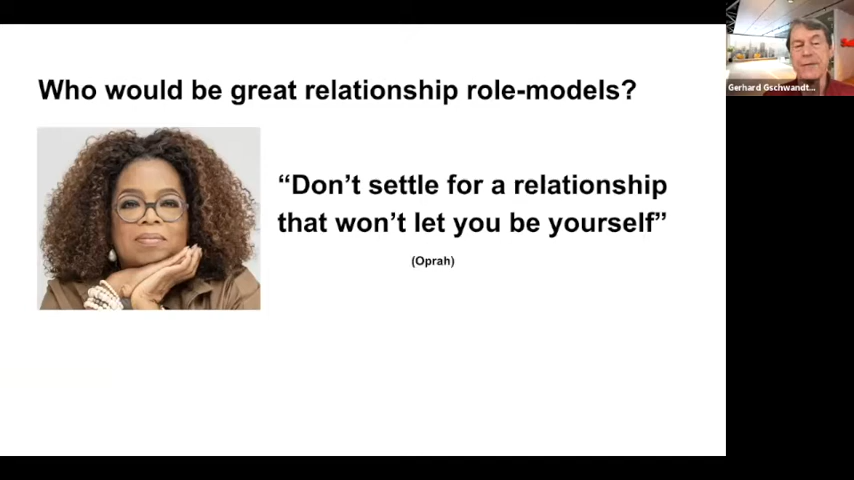 Who would be great relationship role-models?
“Don’t settle for a relationship
that won’t let you be yourself”
(Oprah)
Gerhard Gschwandt...